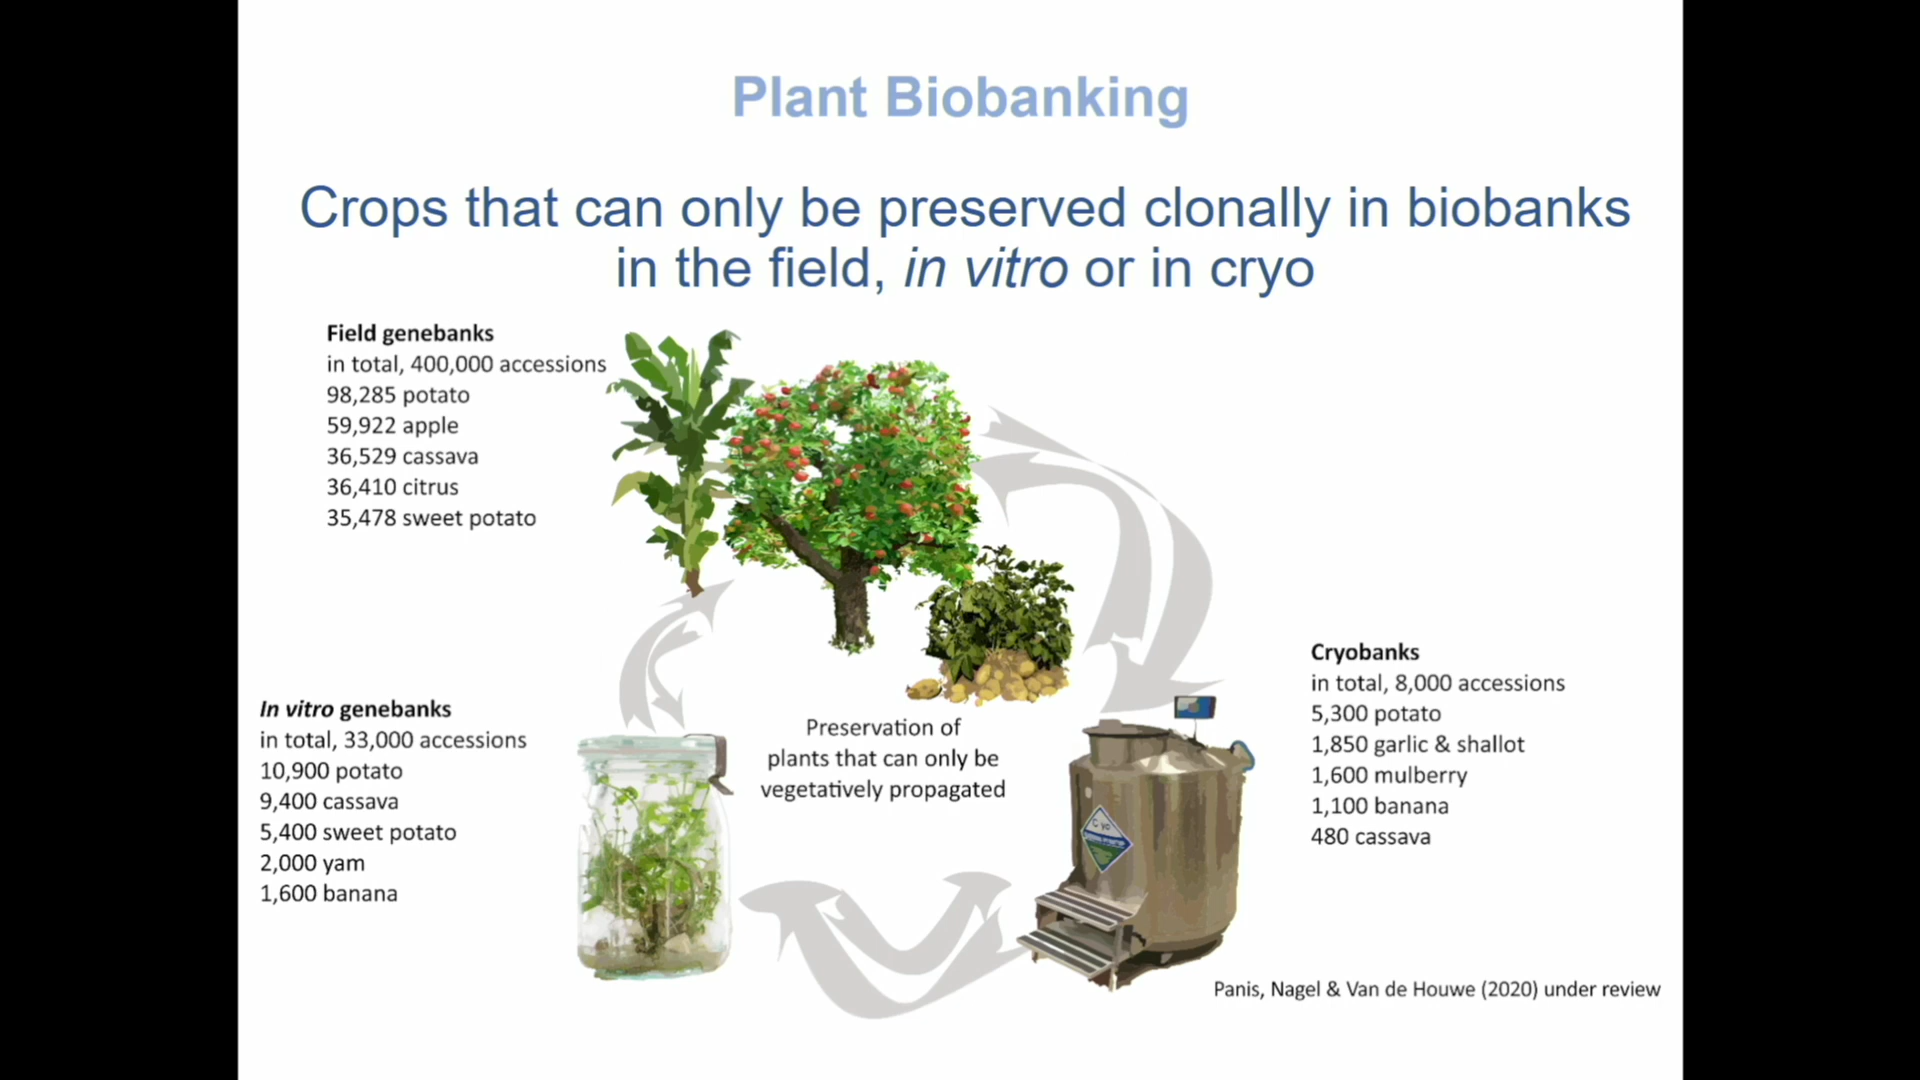 Plant Biobanking
Crops that can only be preserved clonally in biobanks
in the field, in vitro or in cryo
Field genebanks
in total, 400,000 accessions
98,285 potato
59,922 apple
36,529 cassava
36,410 citrus
35,478 sweet potato
In vitro genebanks
in total, 33,000 accessions
10,900 potato
9,400 cassava
5,400 sweet potato
2,000 yam
1,600 banana
Preservation of
plants that can only be
vegetatively propagated
Cryobanks
in total, 8,000 accessions
5,300 potato
1,850 garlic & shallot
1,600 mulberry
1,100 banana
480 cassava
Panis, Nagel & Van de Houwe (2020) under review